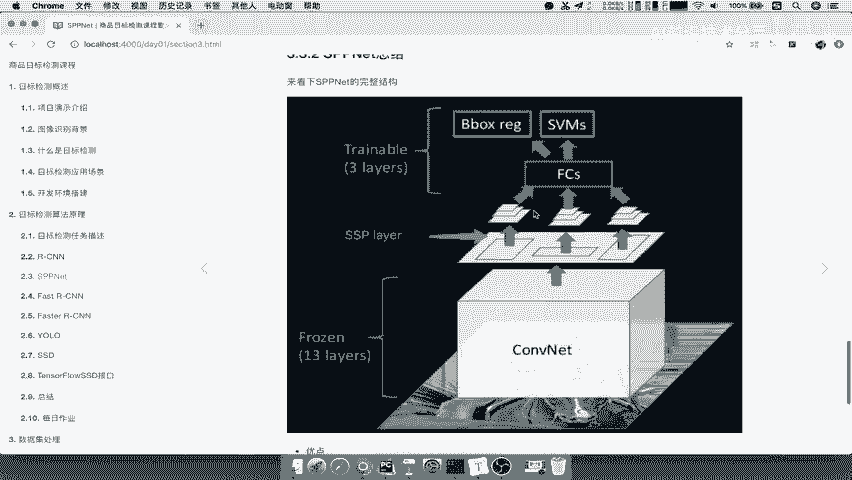 Chrome 文件 修改 视图 历史记录 书签 其他人 电动窗 帮助
100%
SPPNet | 商品目标检测课程
localhost:4000/day01/section3.html
商品目标检测课程
3.3.2 SPPNet总结
来看下SPPNet的完整结构
1. 目标检测概述
1.1. 项目演示介绍
1.2. 图像识别背景
1.3. 什么是目标检测
1.4. 目标检测应用场景
1.5. 开发环境搭建
2. 目标检测算法原理
2.1. 目标检测任务描述
2.2. R-CNN
2.3. SPPNet
2.4. Fast R-CNN
2.5. Faster R-CNN
2.6. YOLO
2.7. SSD
2.8. TensorFlowSSD接口
2.9. 总结
2.10. 每日作业
3. 数据集处理
Bbox reg
SVMs
Trainable
(3 layers)
FCs
SSP layer
Frozen
(13 layers)
ConvNet
优点